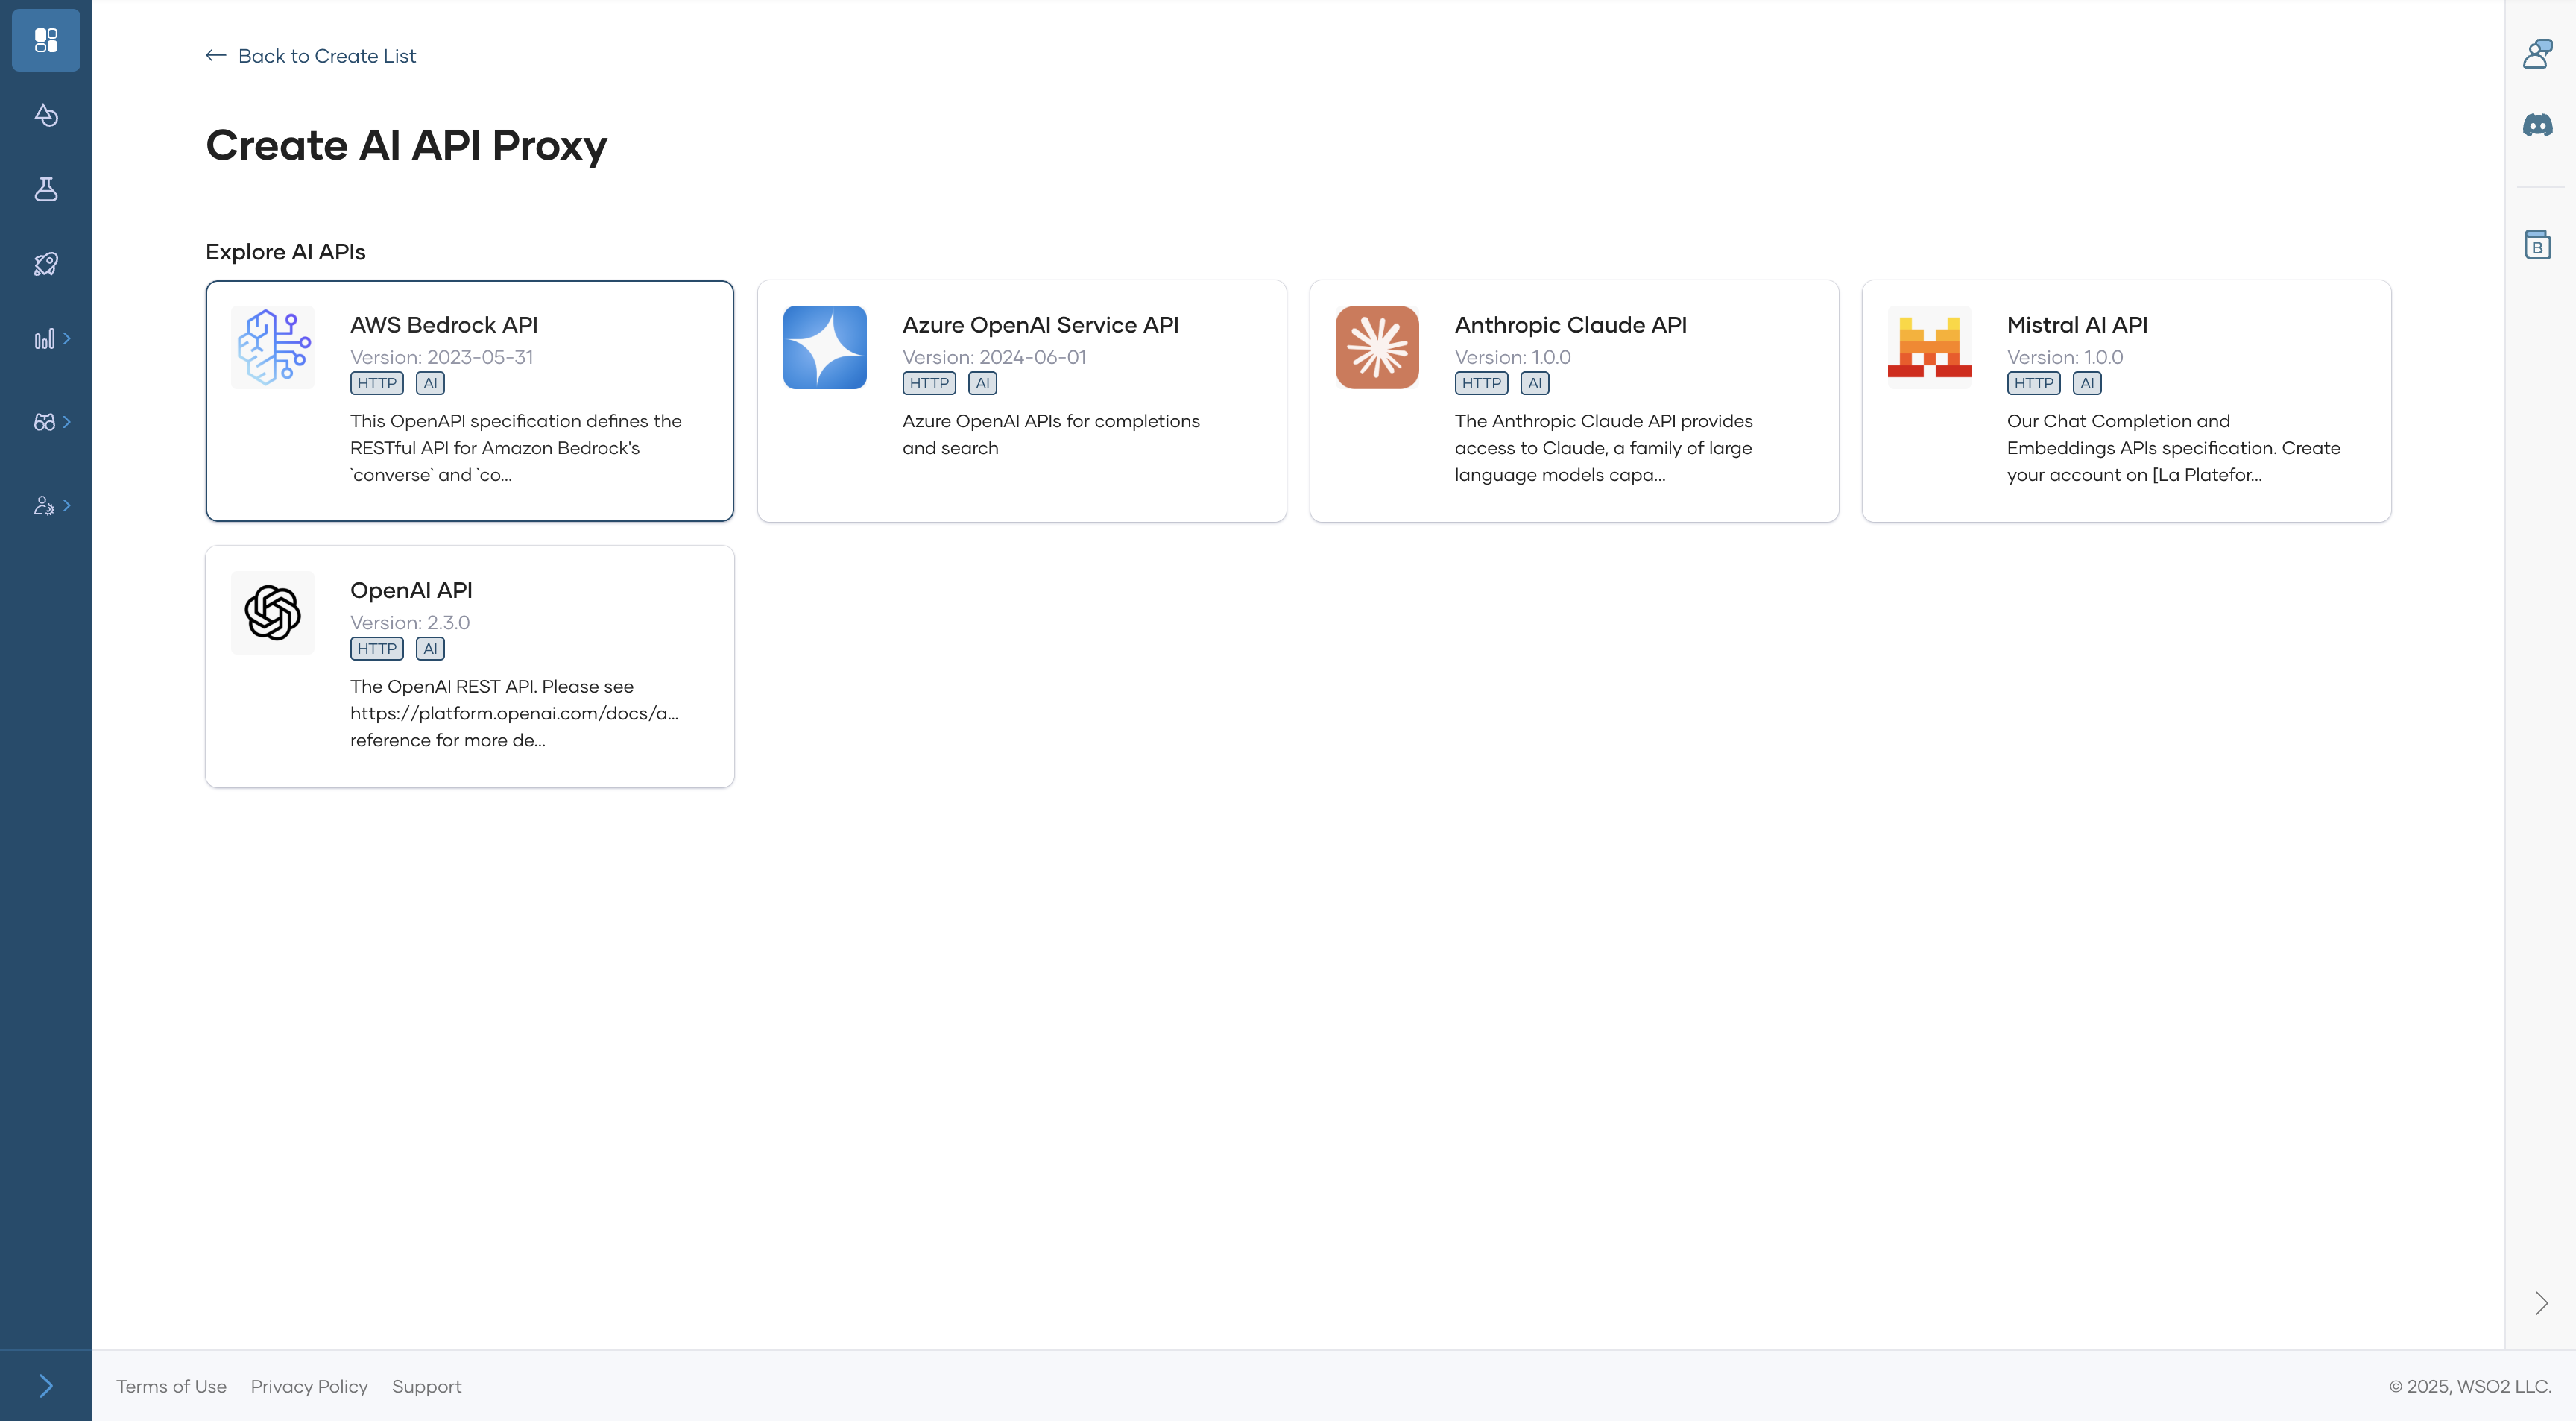 Back to Create List
Create AI API Proxy
Explore AI APIs
AWS Bedrock API
Version: 2023-05-31
HTTP AI
This OpenAPI specification defines the
RESTful API for Amazon Bedrock's
`converse` and `co...
Azure OpenAI Service API
Version: 2024-06-01
HTTP AI
Azure OpenAI APIs for completions
and search
Anthropic Claude API
Version: 1.0.0
HTTP AI
The Anthropic Claude API provides
access to Claude, a family of large
language models capa...
Mistral AI API
Version: 1.0.0
HTTP AI
Our Chat Completion and
Embeddings APIs specification. Create
your account on [La Platefor...
OpenAI API
Version: 2.3.0
HTTP AI
The OpenAI REST API. Please see
https://platform.openai.com/docs/a...
reference for more de...
B
Terms of Use Privacy Policy Support
© 2025, WSO2 LLC.